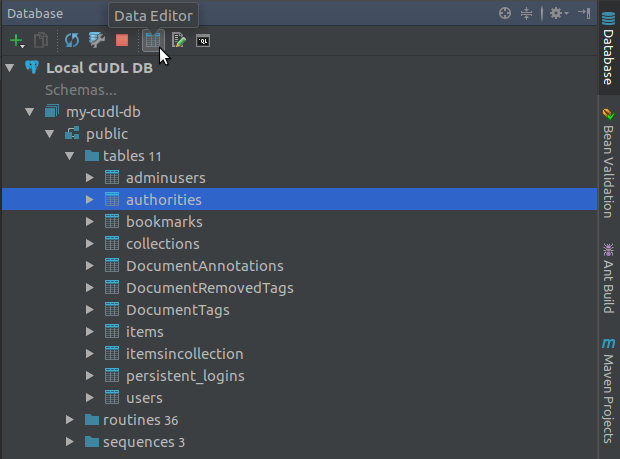 Data Editor
Database
QL
Local CUDL DB
Schemas...
my-cudl-db
public
tables 11
adminusers
authorities
bookmarks
collections
DocumentAnnotations
DocumentRemovedTags
DocumentTags
items
itemsincollection
persistent_logins
users
routines 36
sequences 3
Database
Bean Validation
Ant Build
m Maven Projects